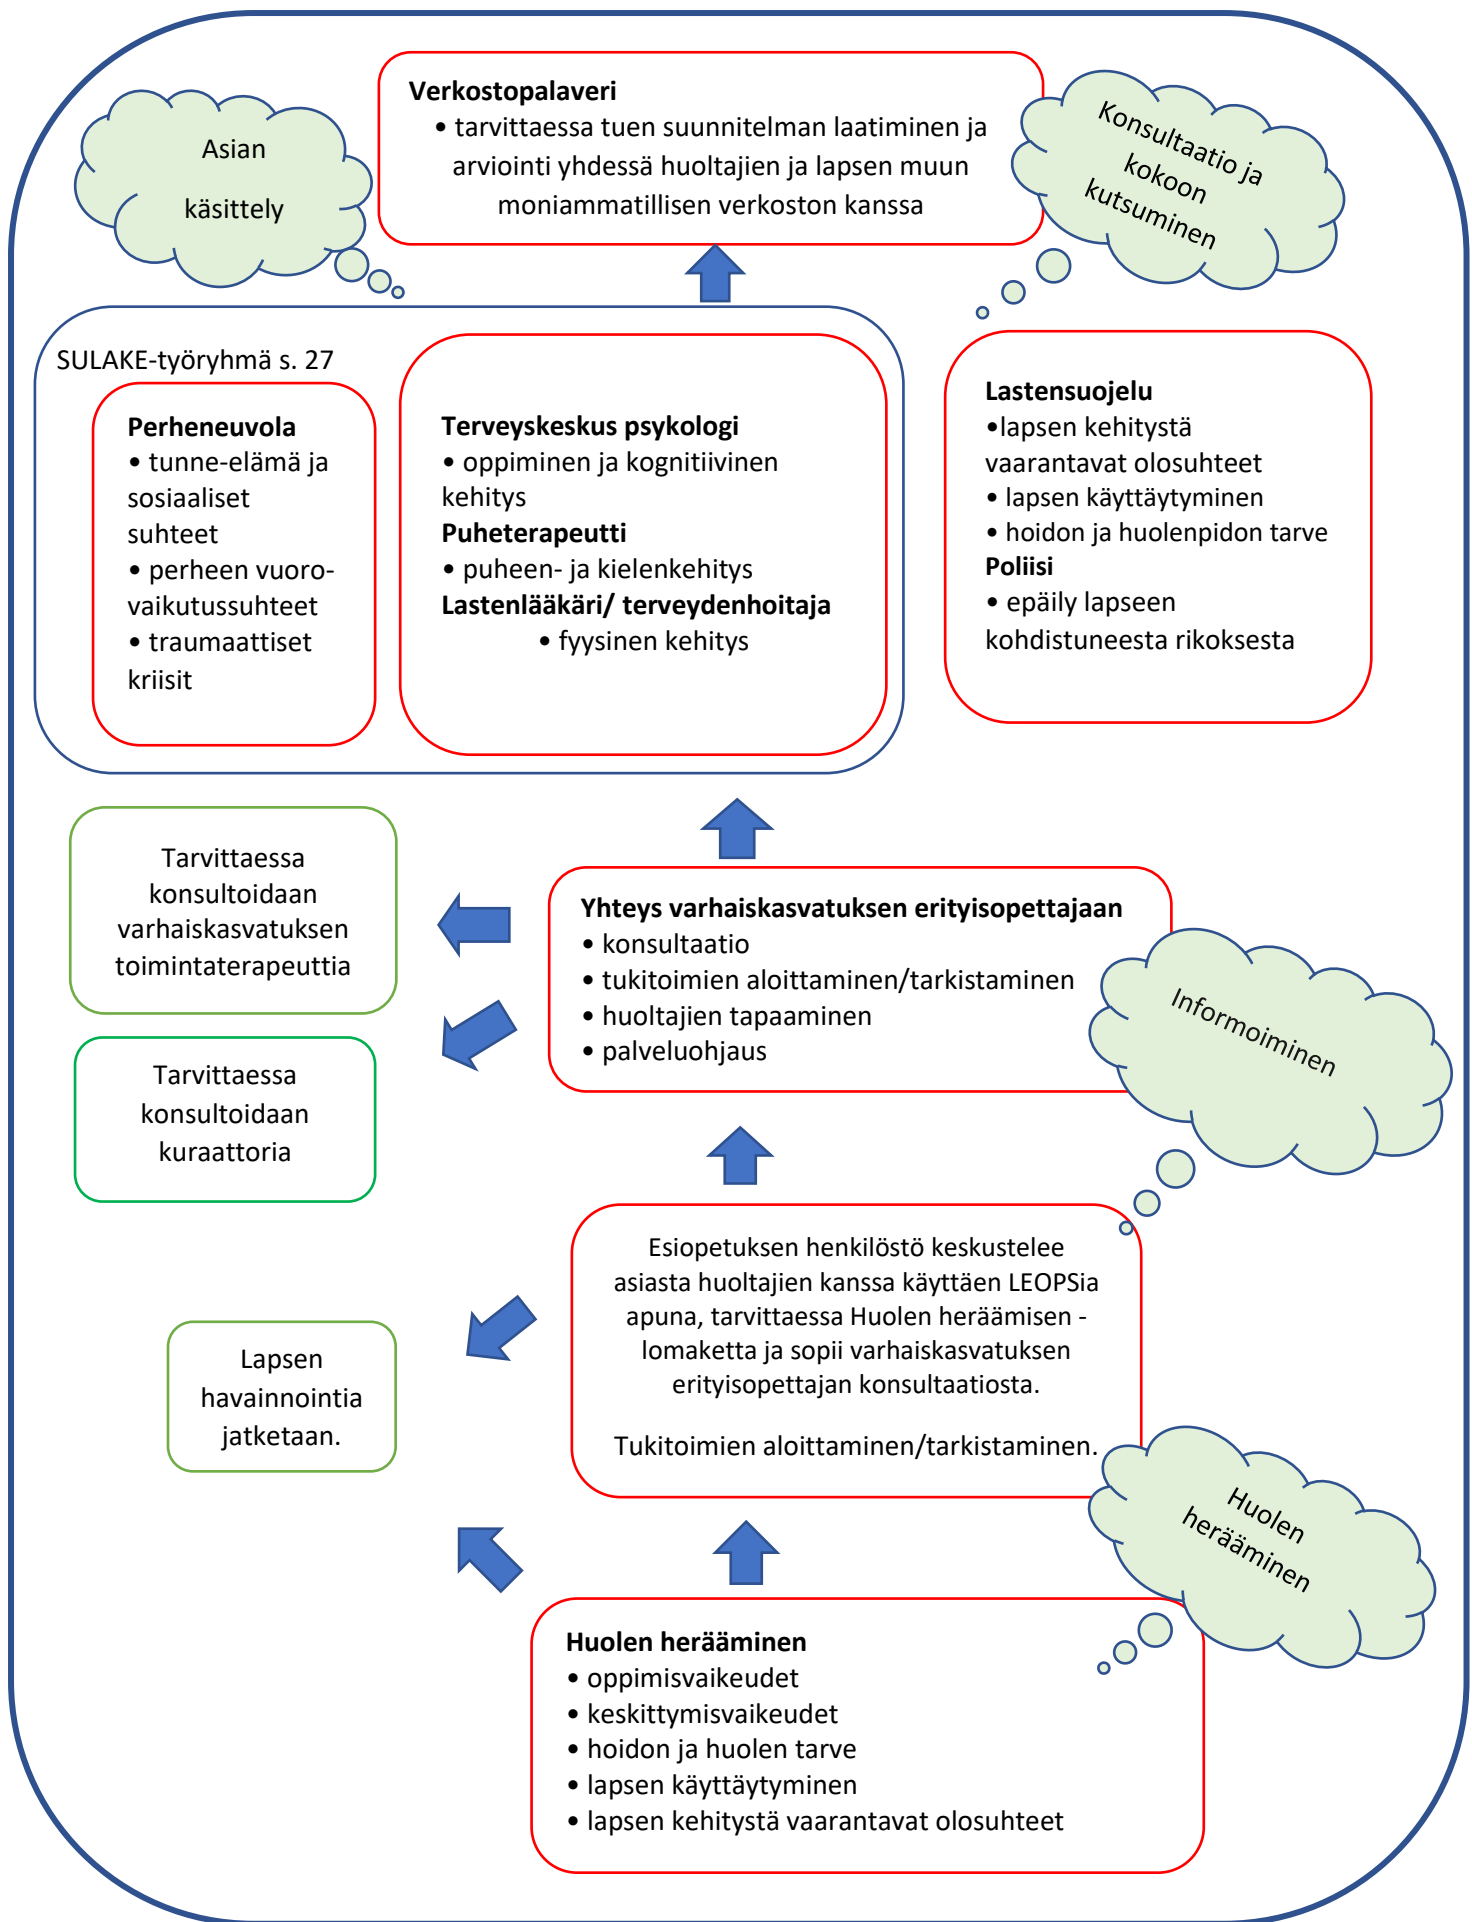 Verkostopalaveri
• tarvittaessa tuen suunnitelman laatiminen ja
arviointi yhdessä huoltajien ja lapsen muun
moniammatillisen verkoston kanssa
Asian
käsittely
Konsultaatio ja
kokoon
kutsuminen
SULAKE-työryhmä s. 27
Perheneuvola
• tunne-elämä ja
sosiaaliset
suhteet
• perheen vuoro-
vaikutussuhteet
• traumaattiset
kriisit
Terveyskeskus psykologi
• oppiminen ja kognitiivinen
kehitys
Puheterapeutti
• puheen- ja kielenkehitys
Lastenlääkäri/ terveydenhoitaja
• fyysinen kehitys
Lastensuojelu
•lapsen kehitystä
vaarantavat olosuhteet
• lapsen käyttäytyminen
• hoidon ja huolenpidon tarve
Poliisi
• epäily lapseen
kohdistuneesta rikoksesta
Tarvittaessa
konsultoidaan
varhaiskasvatuksen
toimintaterapeuttia
Yhteys varhaiskasvatuksen erityisopettajaan
• konsultaatio
• tukitoimien aloittaminen/tarkistaminen
• huoltajien tapaaminen
• palveluohjaus
Informoiminen
Tarvittaessa
konsultoidaan
kuraattoria
Esiopetuksen henkilöstö keskustelee
asiasta huoltajien kanssa käyttäen LEOPSia
apuna, tarvittaessa Huolen heräämisen -
lomaketta ja sopii varhaiskasvatuksen
erityisopettajan konsultaatiosta.
Tukitoimien aloittaminen/tarkistaminen.
Lapsen
havainnointia
jatketaan.
Huolen
herääminen
Huolen herääminen
• oppimisvaikeudet
• keskittymisvaikeudet
• hoidon ja huolen tarve
• lapsen käyttäytyminen
• lapsen kehitystä vaarantavat olosuhteet